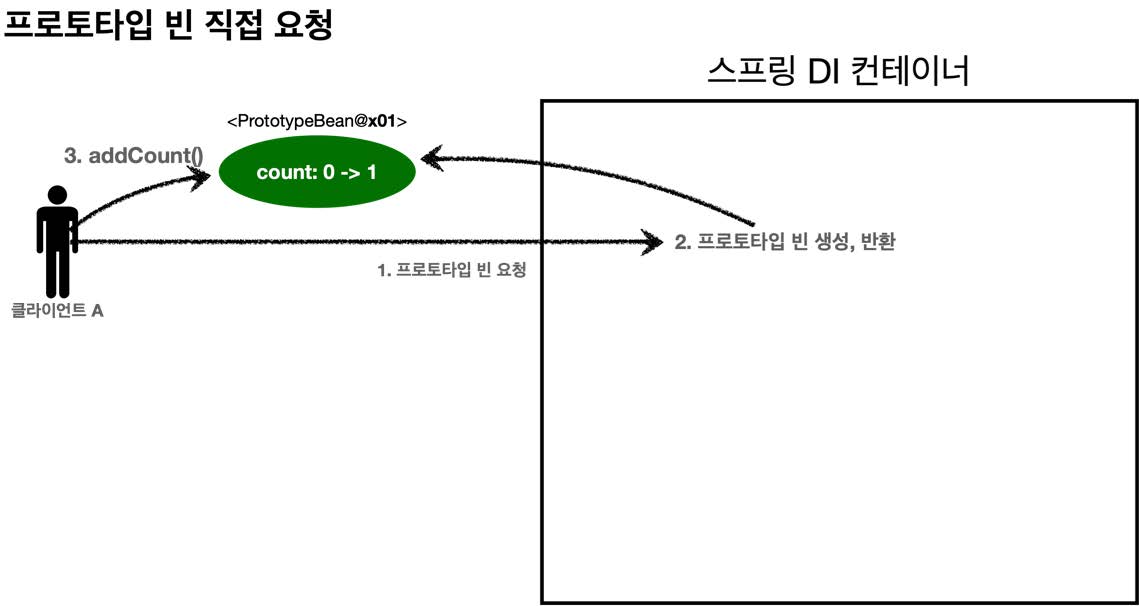 프로토타입 빈 직접 요청
스프링 DI 컨테이너
<PrototypeBean@x01>
3. addCount()
count: 0 -> 1
2. 프로토타입 빈 생성, 반환
1. 프로토타입 빈 요청
클라이언트 A